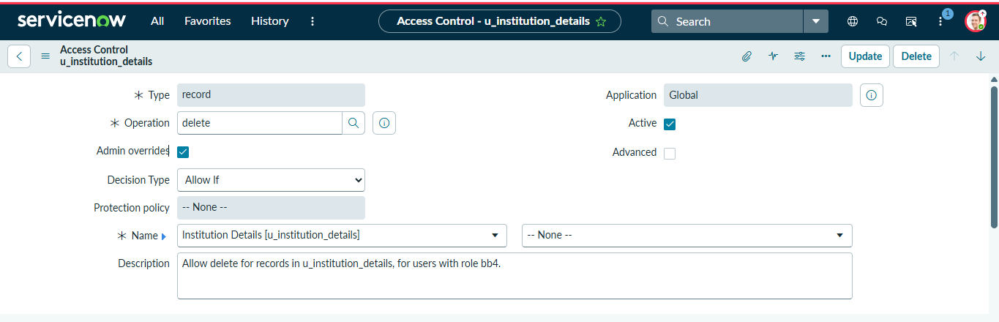 servicenow All Favorites History Access Control - u_institution_details Search 1
Access Control
u_institution_details
Update Delete
Type record Application Global
Operation delete Active
Admin overrides Advanced
Decision Type Allow If
Protection policy -- None --
Name Institution Details [u_institution_details] -- None --
Description Allow delete for records in u_institution_details, for users with role bb4.